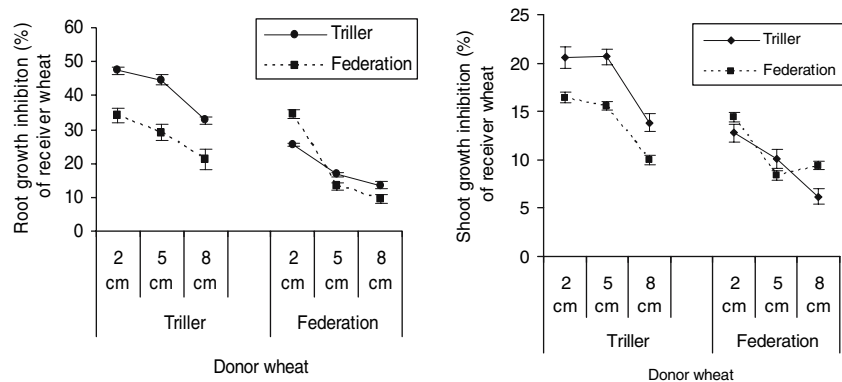 Root growth inhibiton (%)
of receiver wheat
60
50
40
30
20
10
0
Triller
Federation
2
cm
5
cm
8
cm
2
cm
5
cm
8
cm
Triller
Federation
Donor wheat
Shoot growth inhibition (%)
of receiver wheat
25
20
15
10
5
0
Triller
Federation
2
cm
5
cm
8
cm
2
cm
5
cm
8
cm
Triller
Federation
Donor wheat